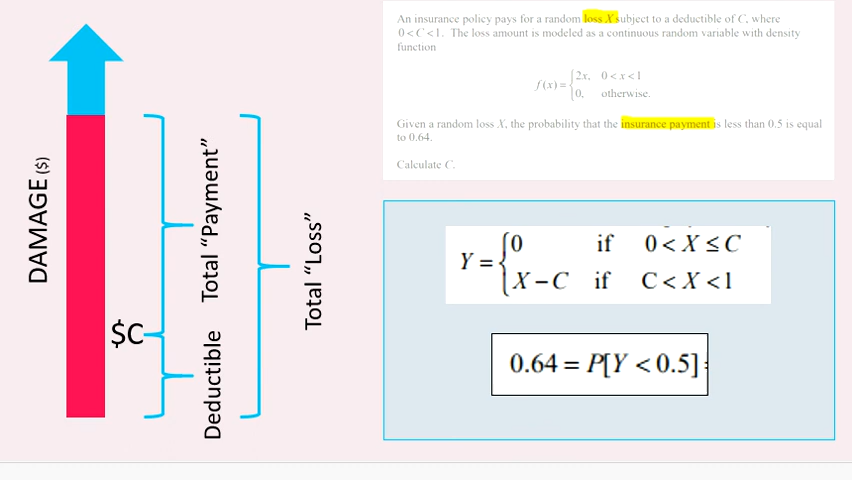 An insurance policy pays for a random loss X subject to a deductible of C, where
0 < C < 1. The loss amount is modeled as a continuous random variable with density
function
f(x) = {2x, 0 < x < 1
0, otherwise.
Given a random loss X, the probability that the insurance payment is less than 0.5 is equal
to 0.64.
Calculate C.
DAMAGE ($)
$C
Total “Payment”
Deductible
Total “Loss”
Y = {0 if 0 < X ≤ C
X − C if C < X < 1
0.64 = P[Y < 0.5] =